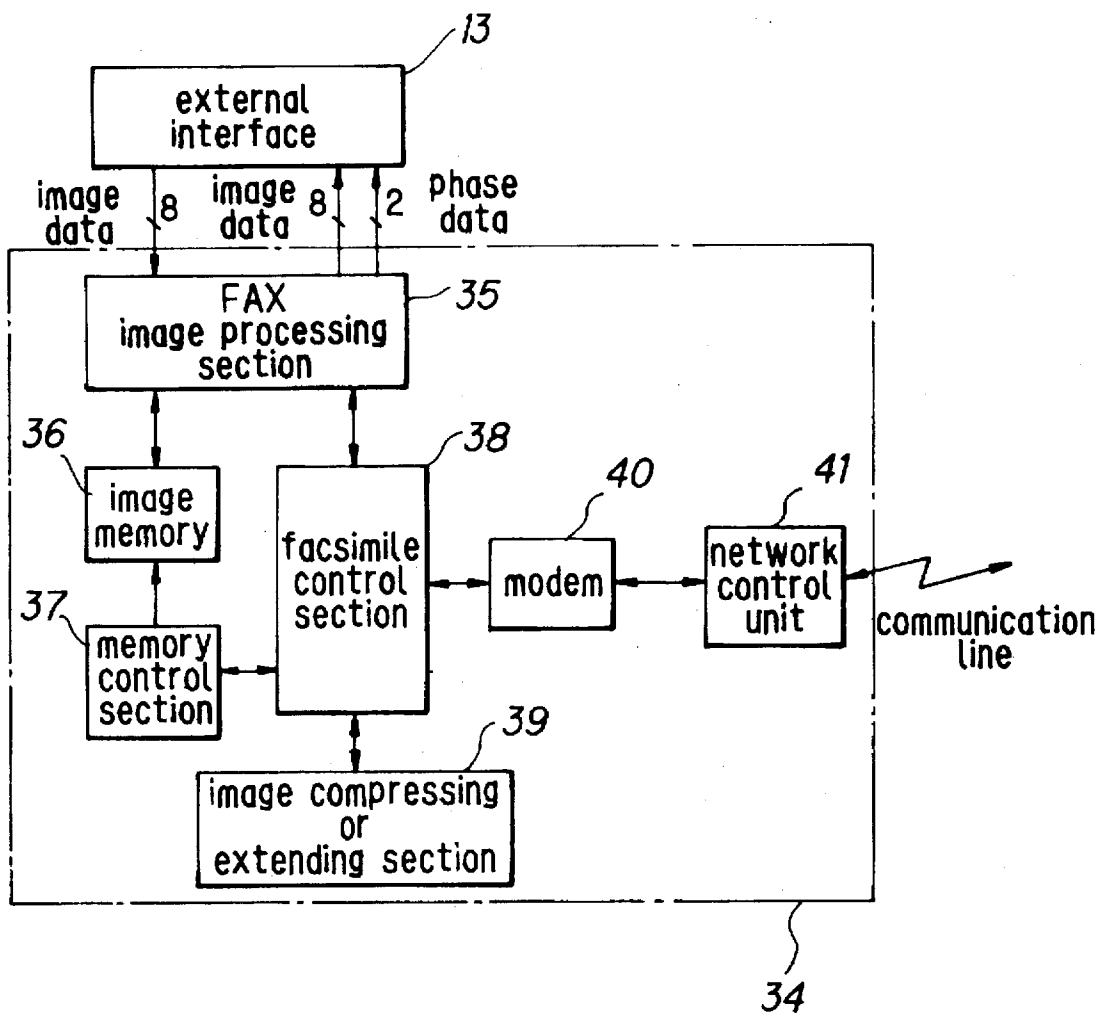 13
external
interface
image
data
8
image
data
8
2
phase
data
FAX
image processing
section
35
36
image
memory
37
memory
control
section
38
facsimile
control
section
40
modem
41
network
control
unit
communication
line
39
image compressing
or
extending section
34